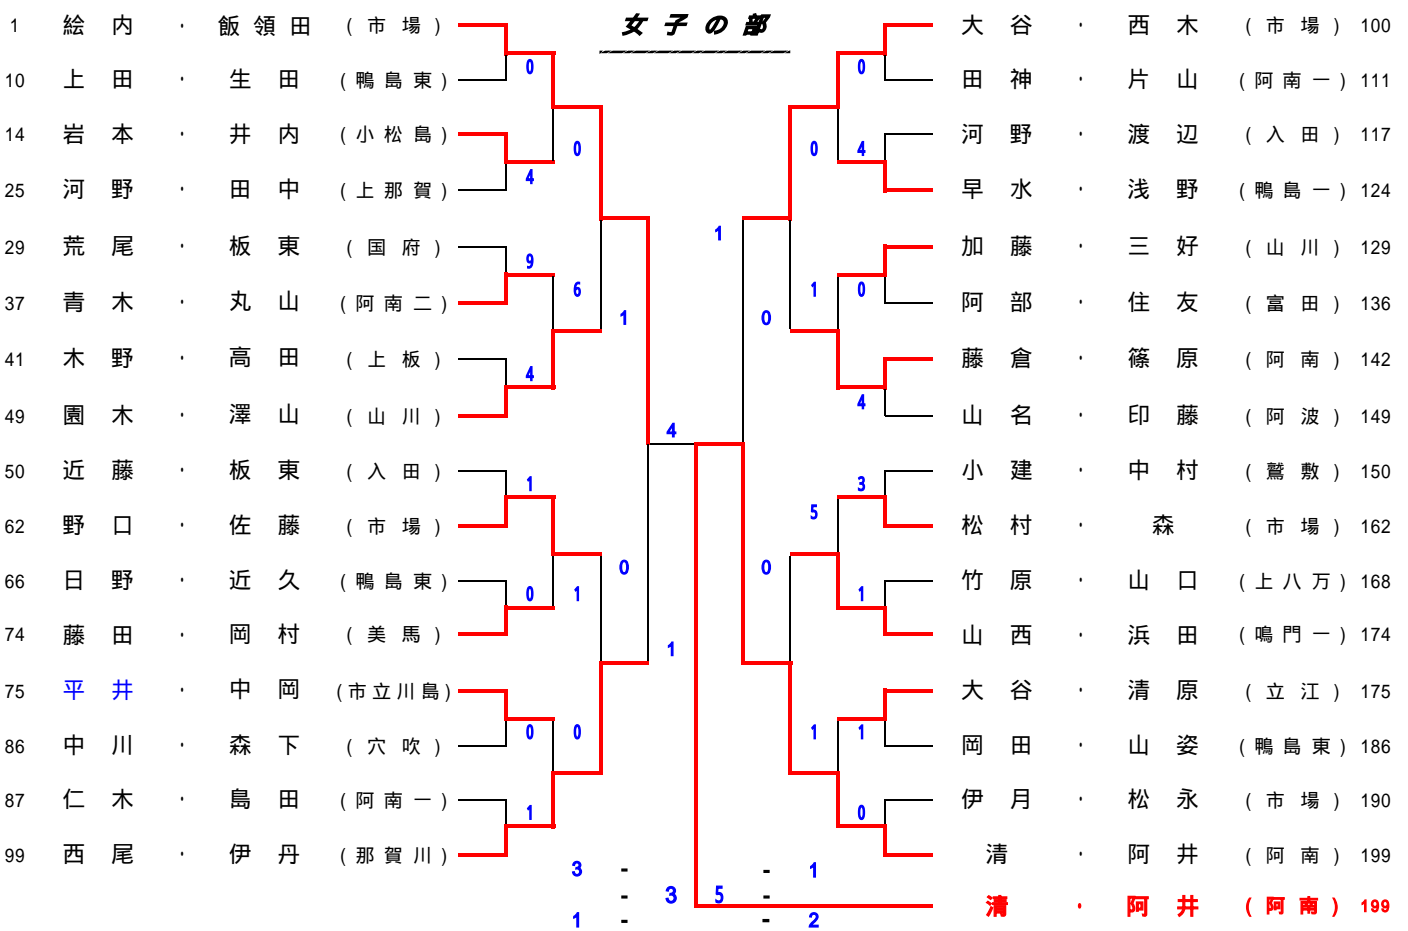 女子の部
1 絵内 ・ 飯領田 (市場)
10 上田 ・ 生田 (鴨島東)
14 岩本 ・ 井内 (小松島)
25 河野 ・ 田中 (上那賀)
29 荒尾 ・ 板東 (国府)
37 青木 ・ 丸山 (阿南二)
41 木野 ・ 高田 (上板)
49 園木 ・ 澤山 (山川)
50 近藤 ・ 板東 (入田)
62 野口 ・ 佐藤 (市場)
66 日野 ・ 近久 (鴨島東)
74 藤田 ・ 岡村 (美馬)
75 平井 ・ 中岡 (市立川島)
86 中川 ・ 森下 (穴吹)
87 仁木 ・ 島田 (阿南一)
99 西尾 ・ 伊丹 (那賀川)
0
4
9
4
1
0
0
1
0
6
1
0
1
0
4
1
大谷 ・ 西木 (市場) 100
田神 ・ 片山 (阿南一) 111
河野 ・ 渡辺 (入田) 117
早水 ・ 浅野 (鴨島一) 124
加藤 ・ 三好 (山川) 129
阿部 ・ 住友 (富田) 136
藤倉 ・ 篠原 (阿南) 142
山名 ・ 印藤 (阿波) 149
小建 ・ 中村 (鷲敷) 150
松村 ・ 森 (市場) 162
竹原 ・ 山口 (上八万) 168
山西 ・ 浜田 (鳴門一) 174
大谷 ・ 清原 (立江) 175
岡田 ・ 山姿 (鴨島東) 186
伊月 ・ 松永 (市場) 190
清 ・ 阿井 (阿南) 199
0
4
0
4
3
1
1
0
0
1
5
1
0
0
1
3 - - 1
- 3 5 -
1 - - 2
清 ・ 阿井 (阿南) 199